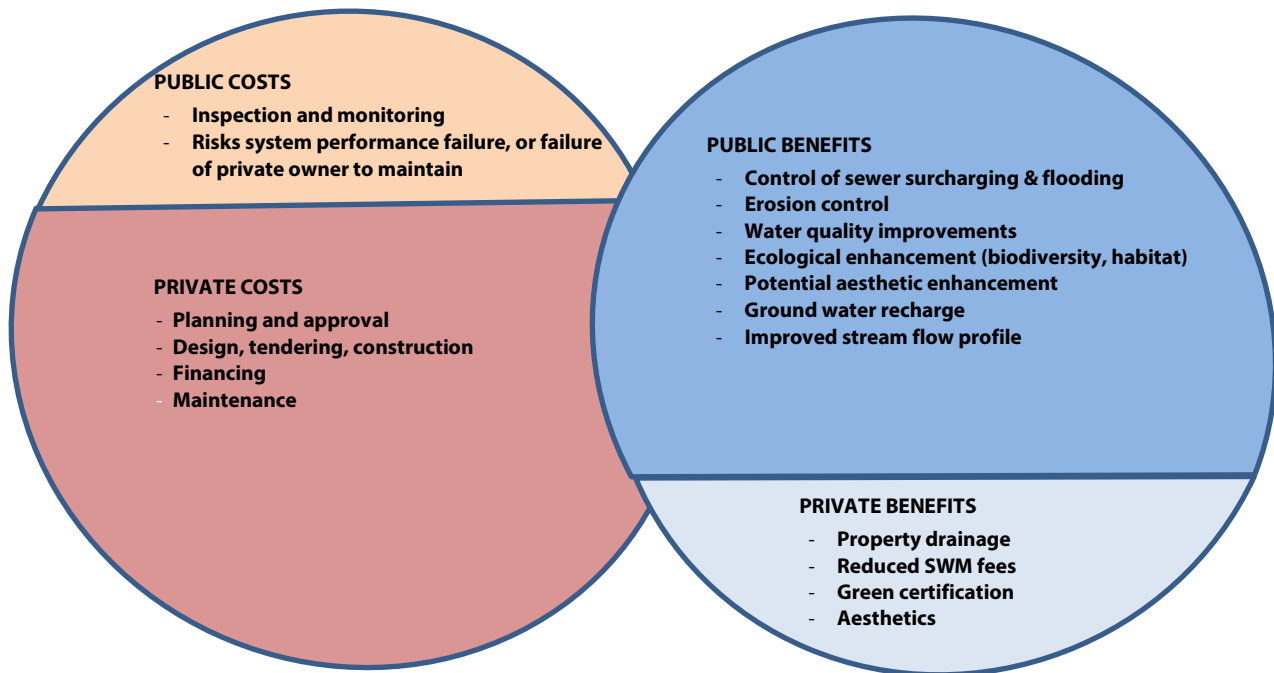 PUBLIC COSTS
- Inspection and monitoring
- Risks system performance failure, or failure
of private owner to maintain
PRIVATE COSTS
- Planning and approval
- Design, tendering, construction
- Financing
- Maintenance
PUBLIC BENEFITS
- Control of sewer surcharging & flooding
- Erosion control
- Water quality improvements
- Ecological enhancement (biodiversity, habitat)
- Potential aesthetic enhancement
- Ground water recharge
- Improved stream flow profile
PRIVATE BENEFITS
- Property drainage
- Reduced SWM fees
- Green certification
- Aesthetics